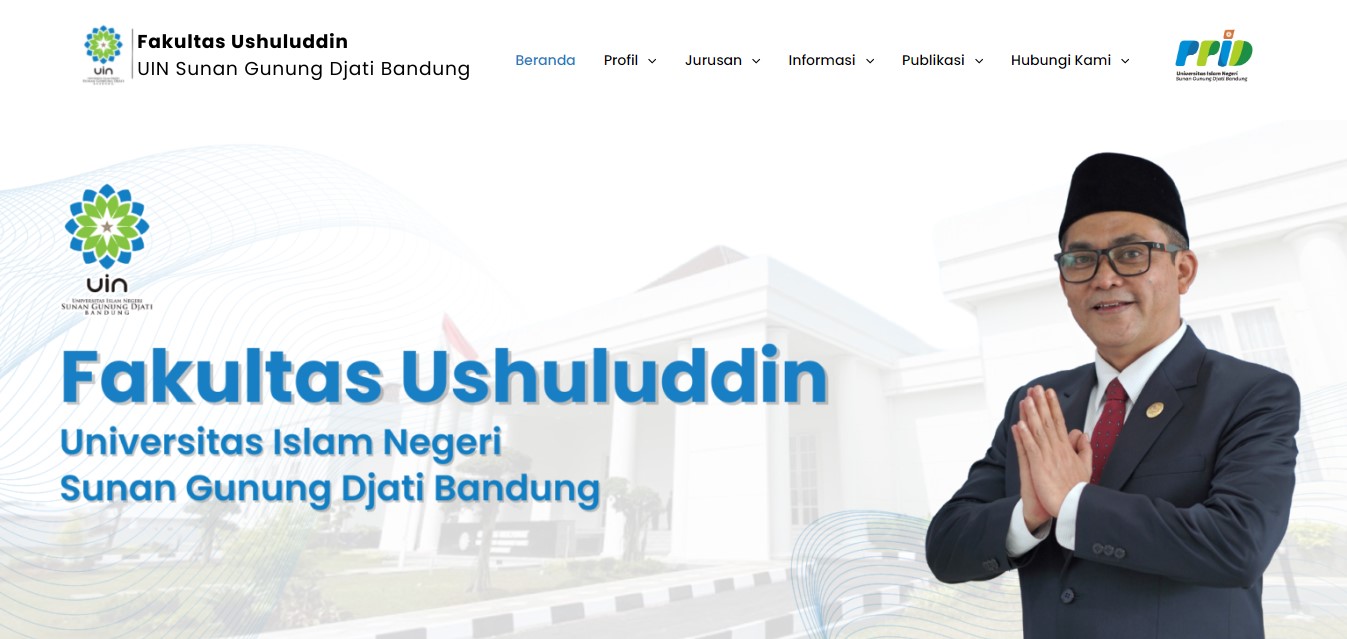 Fakultas Ushuluddin
UIN Sunan Gunung Djati Bandung
uin
Beranda
Profil
Jurusan
Informasi
Publikasi
Hubungi Kami
PPID
Universitas Islam Negeri
Sunan Gunung Djati Bandung
uin
Universitas Islam Negeri
Sunan Gunung Djati
BANDUNG
Fakultas Ushuluddin
Universitas Islam Negeri
Sunan Gunung Djati Bandung